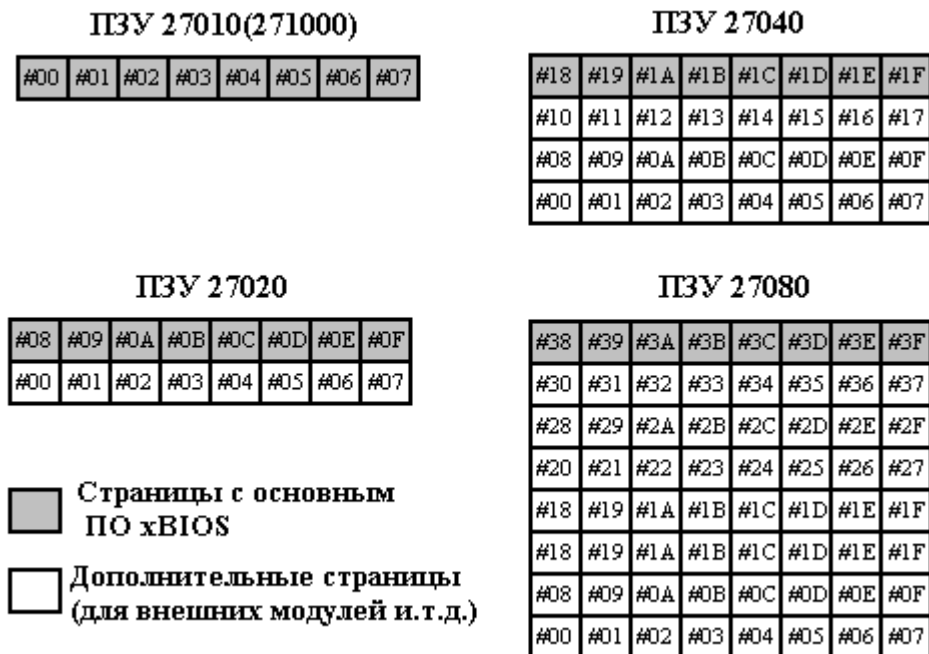 ПЗУ 27010(271000)
#00 #01 #02 #03 #04 #05 #06 #07
ПЗУ 27040
#18 #19 #1A #1B #1C #1D #1E #1F
#10 #11 #12 #13 #14 #15 #16 #17
#08 #09 #0A #0B #0C #0D #0E #0F
#00 #01 #02 #03 #04 #05 #06 #07
ПЗУ 27020
#08 #09 #0A #0B #0C #0D #0E #0F
#00 #01 #02 #03 #04 #05 #06 #07
ПЗУ 27080
#38 #39 #3A #3B #3C #3D #3E #3F
#30 #31 #32 #33 #34 #35 #36 #37
#28 #29 #2A #2B #2C #2D #2E #2F
#20 #21 #22 #23 #24 #25 #26 #27
#18 #19 #1A #1B #1C #1D #1E #1F
#18 #19 #1A #1B #1C #1D #1E #1F
#08 #09 #0A #0B #0C #0D #0E #0F
#00 #01 #02 #03 #04 #05 #06 #07
Страницы с основным
ПО xBIOS
Дополнительные страницы
(для внешних модулей и.т.д.)